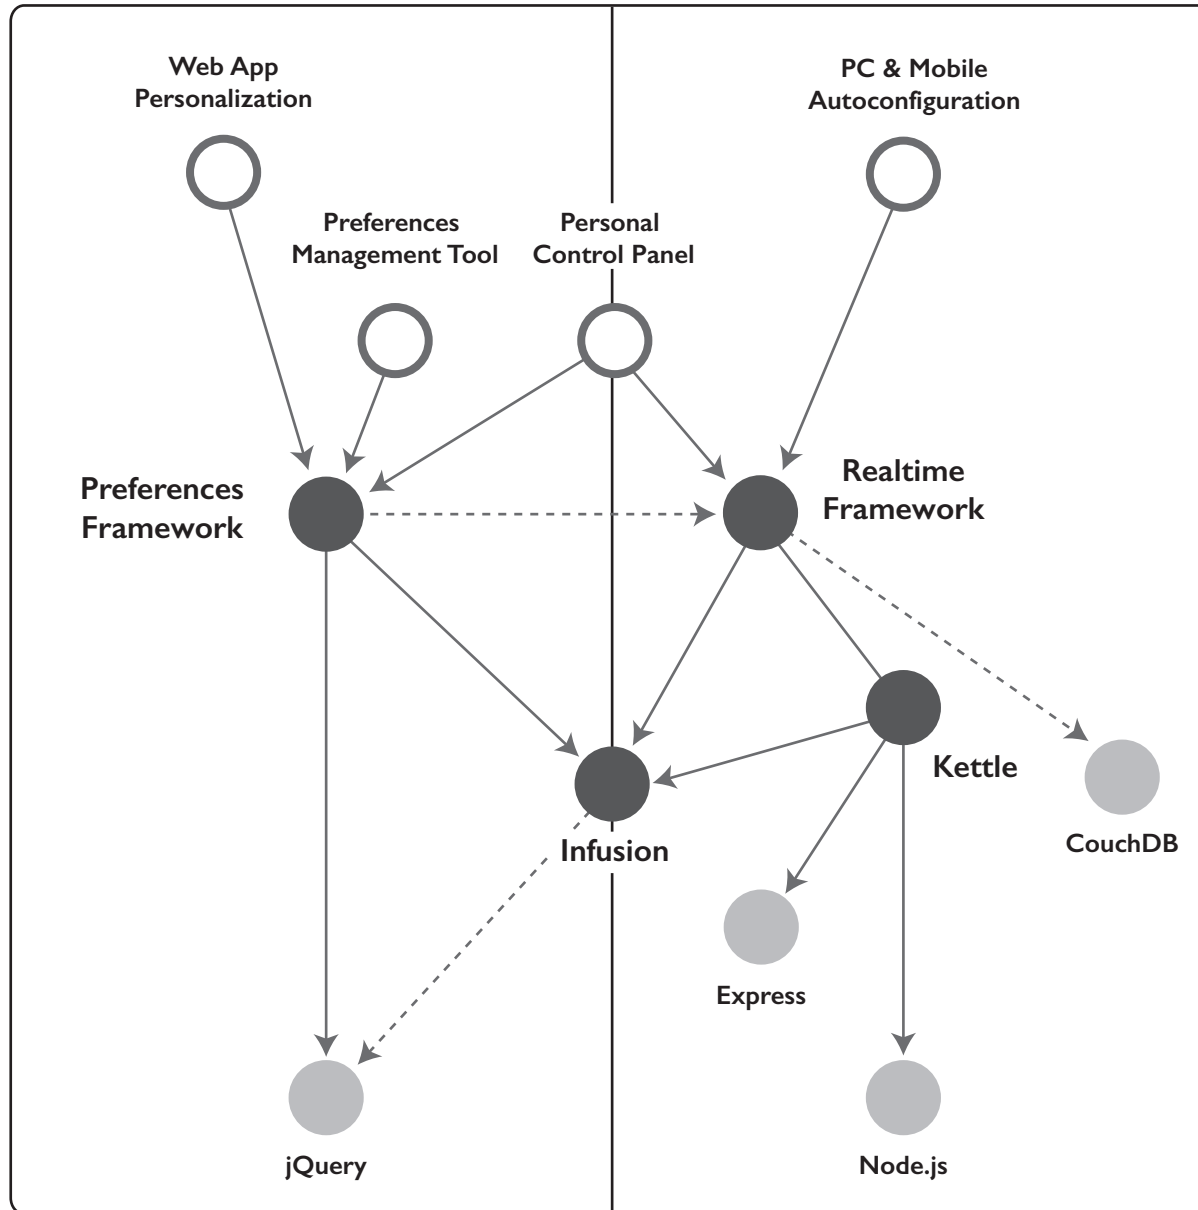 Web App
Personalization
PC & Mobile
Autoconfiguration
Preferences
Management Tool
Personal
Control Panel
Preferences
Framework
Realtime
Framework
Kettle
CouchDB
Infusion
Express
jQuery
Node.js